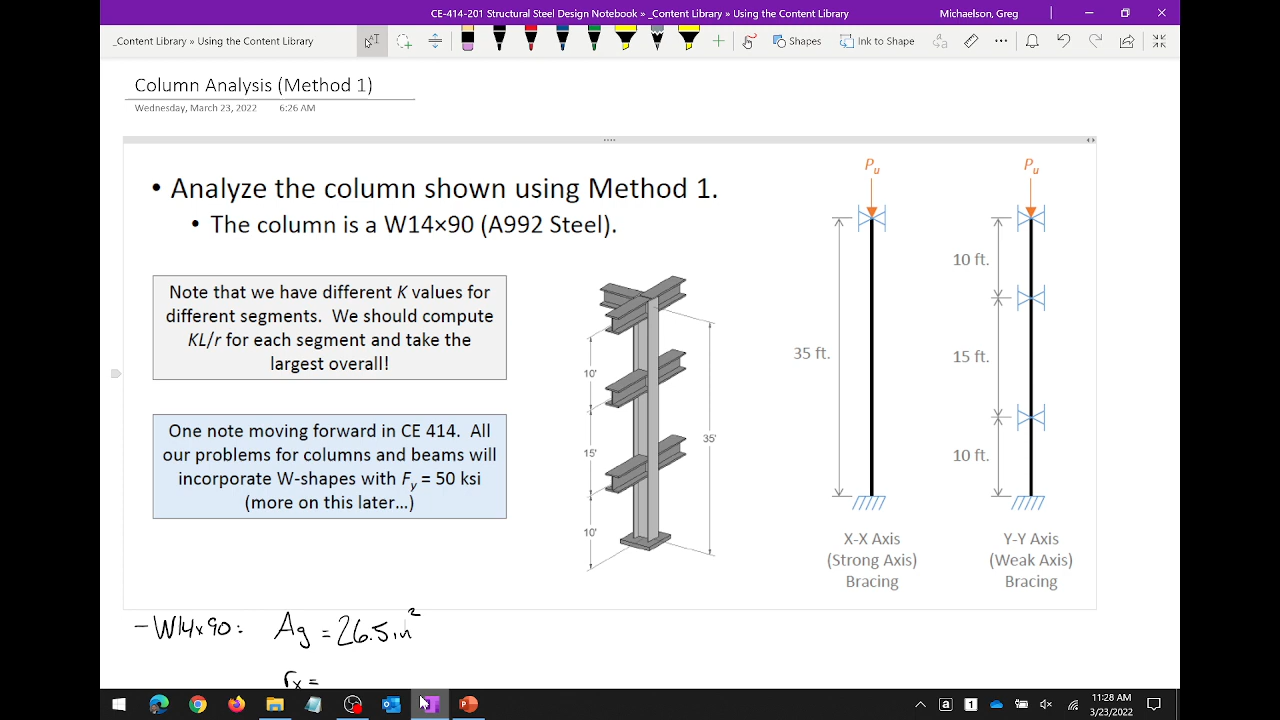 CE-414-201 Structural Steel Design Notebook » _Content Library » Using the Content Library
Michaelson, Greg
_Content Library » Using the Content Library
Shapes
Ink to Shape
Column Analysis (Method 1)
Wednesday, March 23, 2022 6:26 AM
• Analyze the column shown using Method 1.
• The column is a W14×90 (A992 Steel).
Note that we have different K values for
different segments. We should compute
KL/r for each segment and take the
largest overall!
One note moving forward in CE 414. All
our problems for columns and beams will
incorporate W-shapes with Fy = 50 ksi
(more on this later…)
10'
15'
10'
35'
Pu
35 ft.
X-X Axis
(Strong Axis)
Bracing
Pu
10 ft.
15 ft.
10 ft.
Y-Y Axis
(Weak Axis)
Bracing
– W14x90: Ag = 26.5 in²
rx =
11:28 AM
3/23/2022